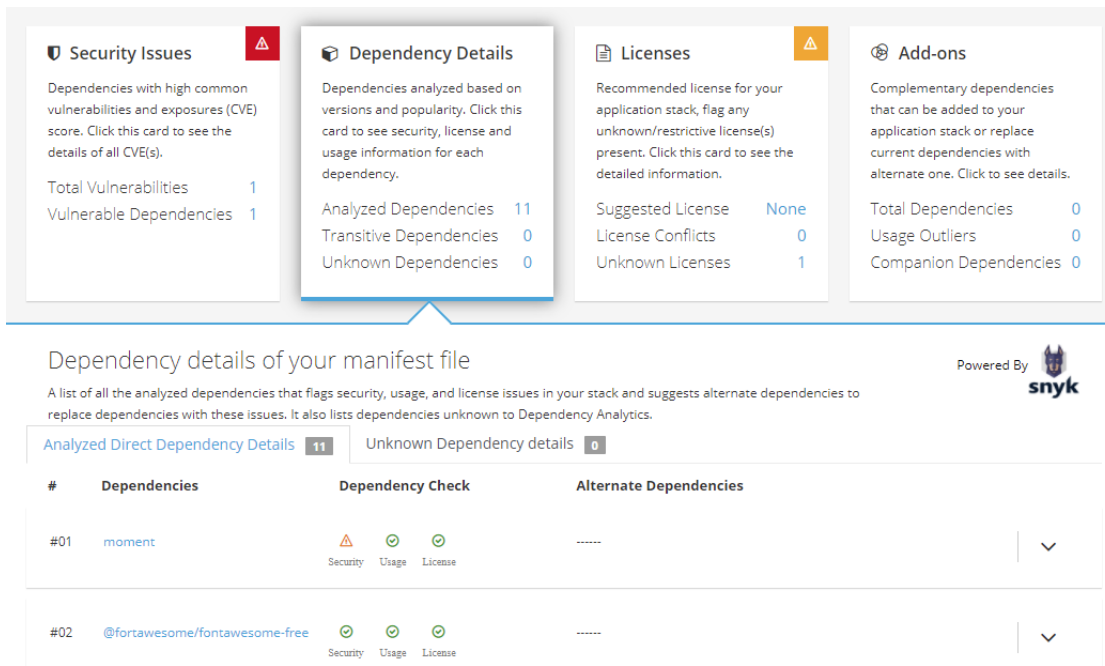 Security Issues
Dependencies with high common
vulnerabilities and exposures (CVE)
score. Click this card to see the
details of all CVE(s).
Total Vulnerabilities 1
Vulnerable Dependencies 1
Dependency Details
Dependencies analyzed based on
versions and popularity. Click this
card to see security, license and
usage information for each
dependency.
Analyzed Dependencies 11
Transitive Dependencies 0
Unknown Dependencies 0
Licenses
Recommended license for your
application stack, flag any
unknown/restrictive license(s)
present. Click this card to see the
detailed information.
Suggested License None
License Conflicts 0
Unknown Licenses 1
Add-ons
Complementary dependencies
that can be added to your
application stack or replace
current dependencies with
alternate one. Click to see details.
Total Dependencies 0
Usage Outliers 0
Companion Dependencies 0
Dependency details of your manifest file
Powered By
snyk
A list of all the analyzed dependencies that flags security, usage, and license issues in your stack and suggests alternate dependencies to
replace dependencies with these issues. It also lists dependencies unknown to Dependency Analytics.
Analyzed Direct Dependency Details 11 Unknown Dependency details 0
# Dependencies Dependency Check Alternate Dependencies
#01 moment ------
Security Usage License
#02 @fortawesome/fontawesome-free ------
Security Usage License